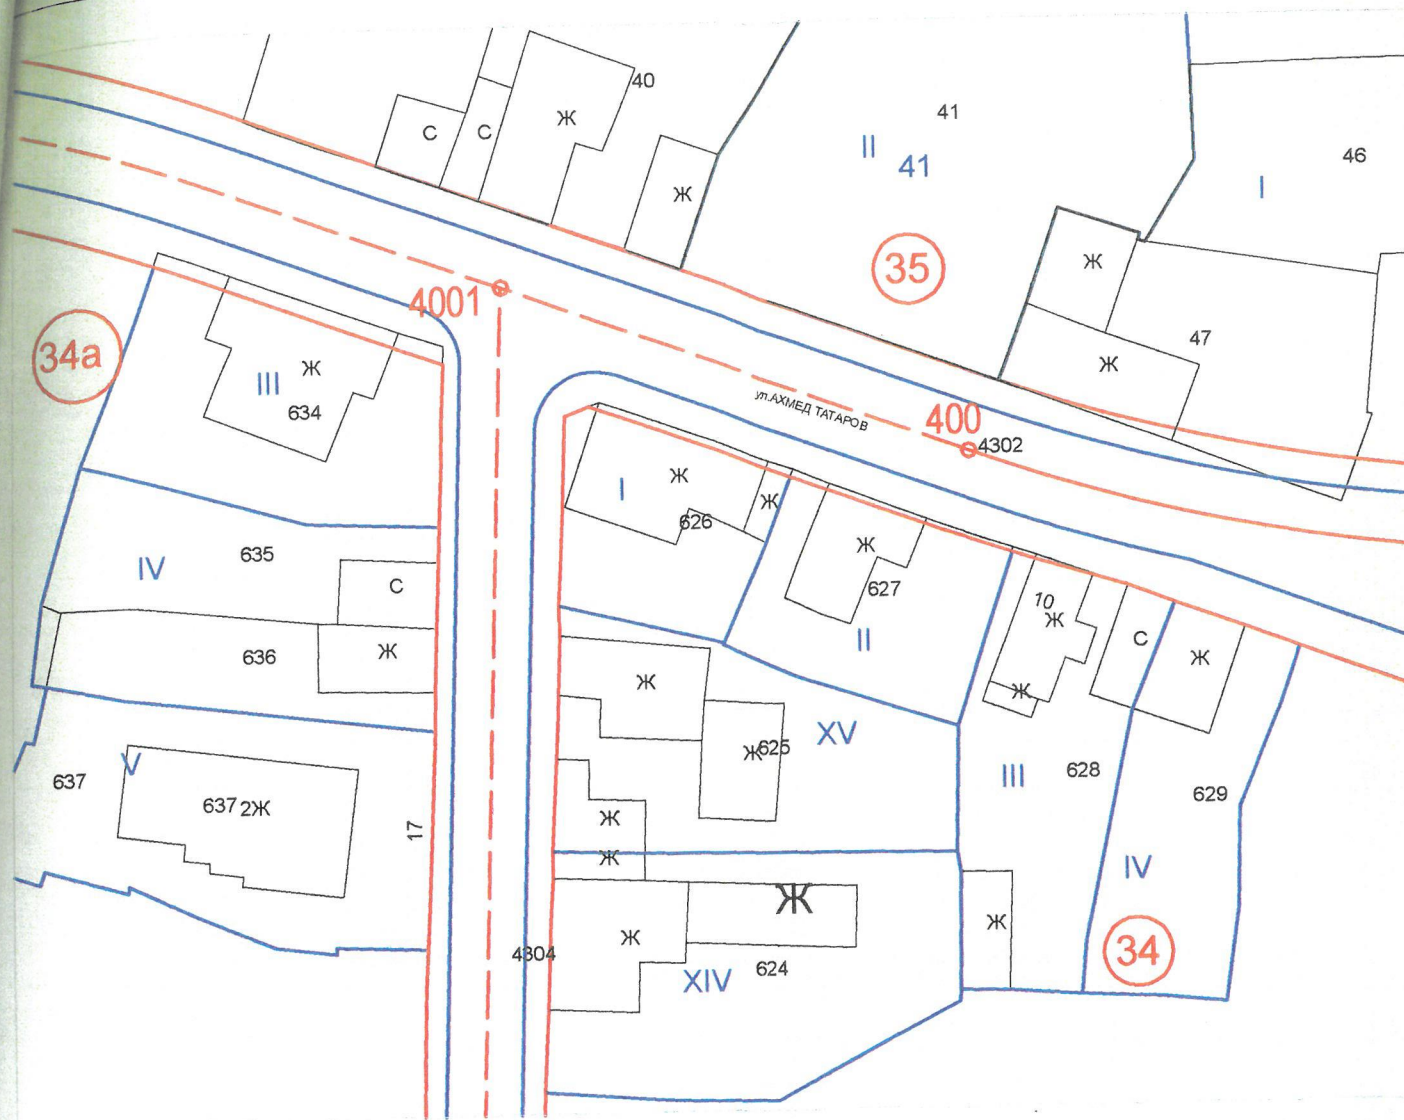 40
Ж
С
С
Ж
41
II
41
I
46
35
Ж
Ж
47
4001
34а
III
Ж
634
ул.АХМЕД ТАТАРОВ
400
4302
I
Ж
Ж
626
Ж
627
II
10
Ж
Ж
С
Ж
IV
635
С
636
Ж
Ж
Ж
625
XV
III
628
629
V
637
637
2Ж
17
Ж
Ж
IV
Ж
Ж
Ж
34
4304
XIV
624